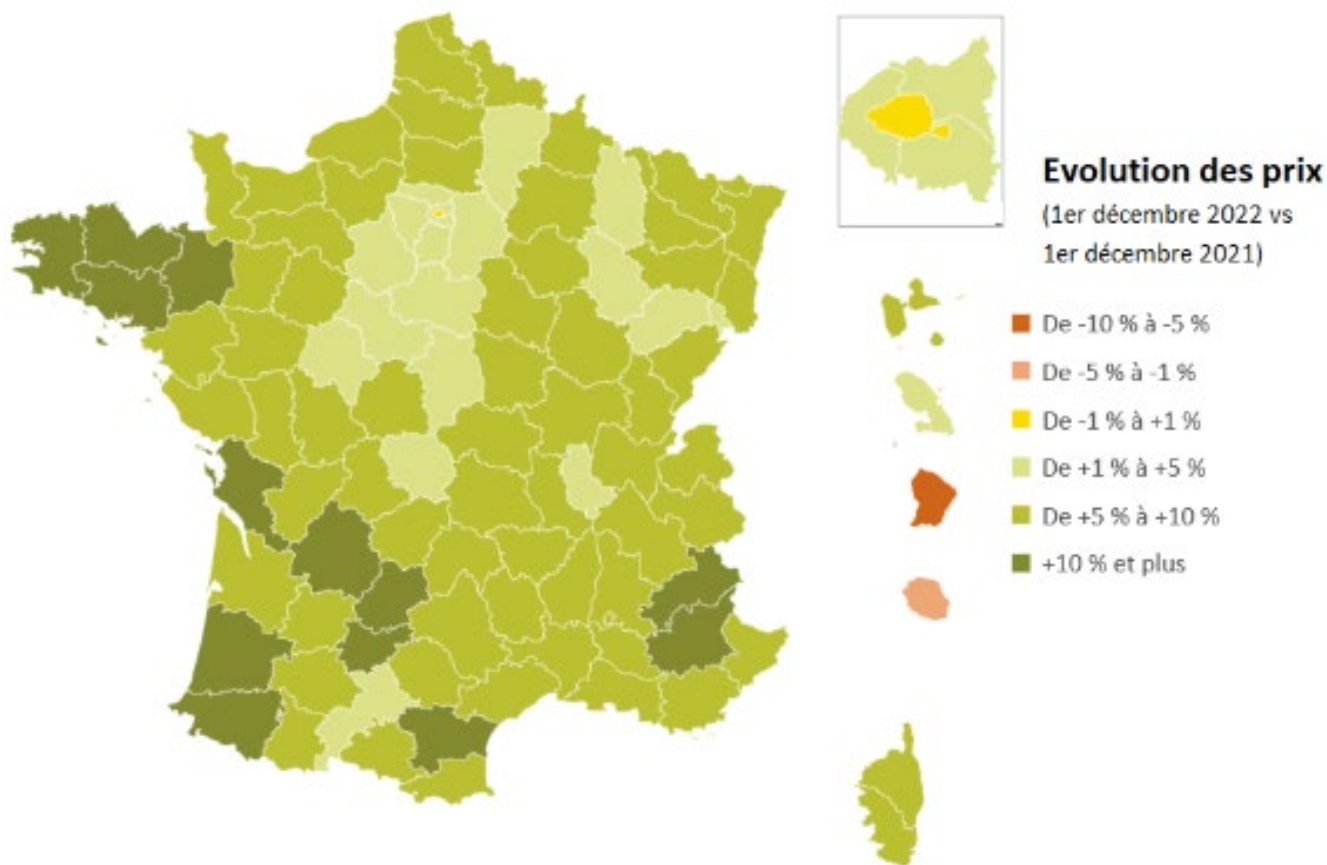 Evolution des prix
(1er décembre 2022 vs
1er décembre 2021)
De -10 % à -5 %
De -5 % à -1 %
De -1 % à +1 %
De +1 % à +5 %
De +5 % à +10 %
+10 % et plus